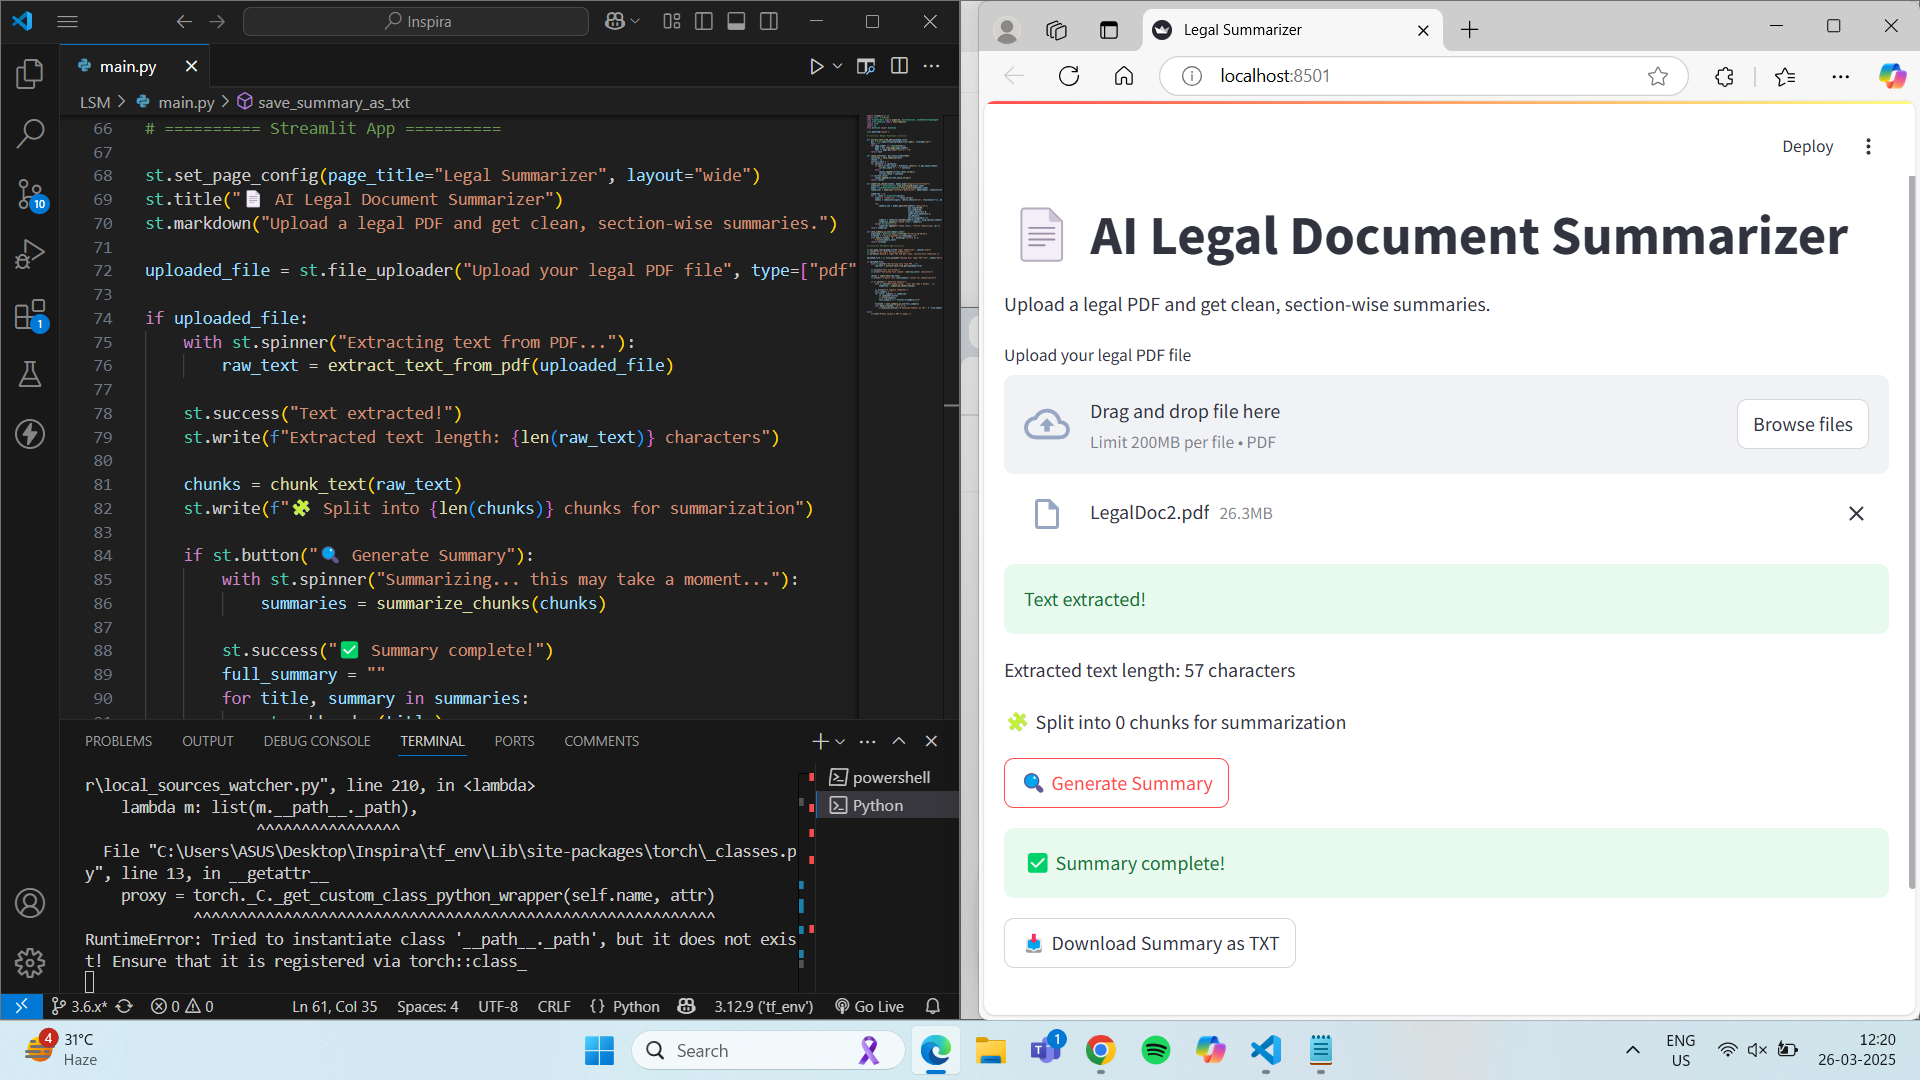 Inspira
main.py
LSM > main.py > save_summary_as_txt
66 # ========== Streamlit App ==========
67
68 st.set_page_config(page_title="Legal Summarizer", layout="wide")
69 st.title("📄 AI Legal Document Summarizer")
70 st.markdown("Upload a legal PDF and get clean, section-wise summaries.")
71
72 uploaded_file = st.file_uploader("Upload your legal PDF file", type=["pdf"
73
74 if uploaded_file:
75 with st.spinner("Extracting text from PDF..."):
76 raw_text = extract_text_from_pdf(uploaded_file)
77
78 st.success("Text extracted!")
79 st.write(f"Extracted text length: {len(raw_text)} characters")
80
81 chunks = chunk_text(raw_text)
82 st.write(f"🧩 Split into {len(chunks)} chunks for summarization")
83
84 if st.button("🔍 Generate Summary"):
85 with st.spinner("Summarizing... this may take a moment..."):
86 summaries = summarize_chunks(chunks)
87
88 st.success("✅ Summary complete!")
89 full_summary = ""
90 for title, summary in summaries:
10
1
PROBLEMS OUTPUT DEBUG CONSOLE TERMINAL PORTS COMMENTS
powershell
Python
r\local_sources_watcher.py", line 210, in <lambda>
lambda m: list(m.__path__._path),
^^^^^^^^^^^^^^^^
File "C:\Users\ASUS\Desktop\Inspira\tf_env\Lib\site-packages\torch\_classes.p
y", line 13, in __getattr__
proxy = torch._C._get_custom_class_python_wrapper(self.name, attr)
^^^^^^^^^^^^^^^^^^^^^^^^^^^^^^^^^^^^^^^^^^^^^^^^^^^^^^^^^^
RuntimeError: Tried to instantiate class '__path__._path', but it does not exis
t! Ensure that it is registered via torch::class_
3.6.x* 0 0 Ln 61, Col 35 Spaces: 4 UTF-8 CRLF {} Python 3.12.9 ('tf_env') Go Live
Legal Summarizer
localhost:8501
Deploy
📄 AI Legal Document Summarizer
Upload a legal PDF and get clean, section-wise summaries.
Upload your legal PDF file
Drag and drop file here
Limit 200MB per file • PDF
Browse files
LegalDoc2.pdf 26.3MB
Text extracted!
Extracted text length: 57 characters
🧩 Split into 0 chunks for summarization
🔍 Generate Summary
✅ Summary complete!
📥 Download Summary as TXT
4
31°C
Haze
Search
1
ENG
US
12:20
26-03-2025